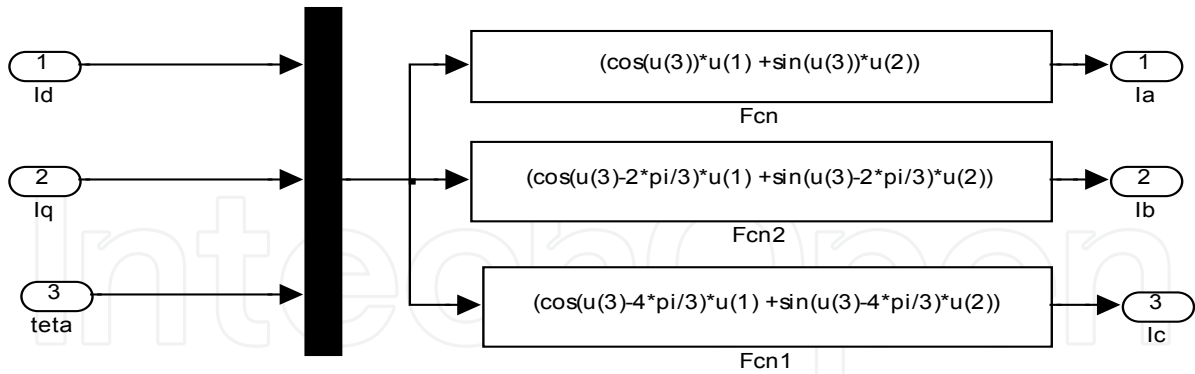 1
Id
2
Iq
3
teta
(cos(u(3))*u(1) +sin(u(3))*u(2))
Fcn
(cos(u(3)-2*pi/3)*u(1) +sin(u(3)-2*pi/3)*u(2))
Fcn2
(cos(u(3)-4*pi/3)*u(1) +sin(u(3)-4*pi/3)*u(2))
Fcn1
1
Ia
2
Ib
3
Ic
IntechOpen